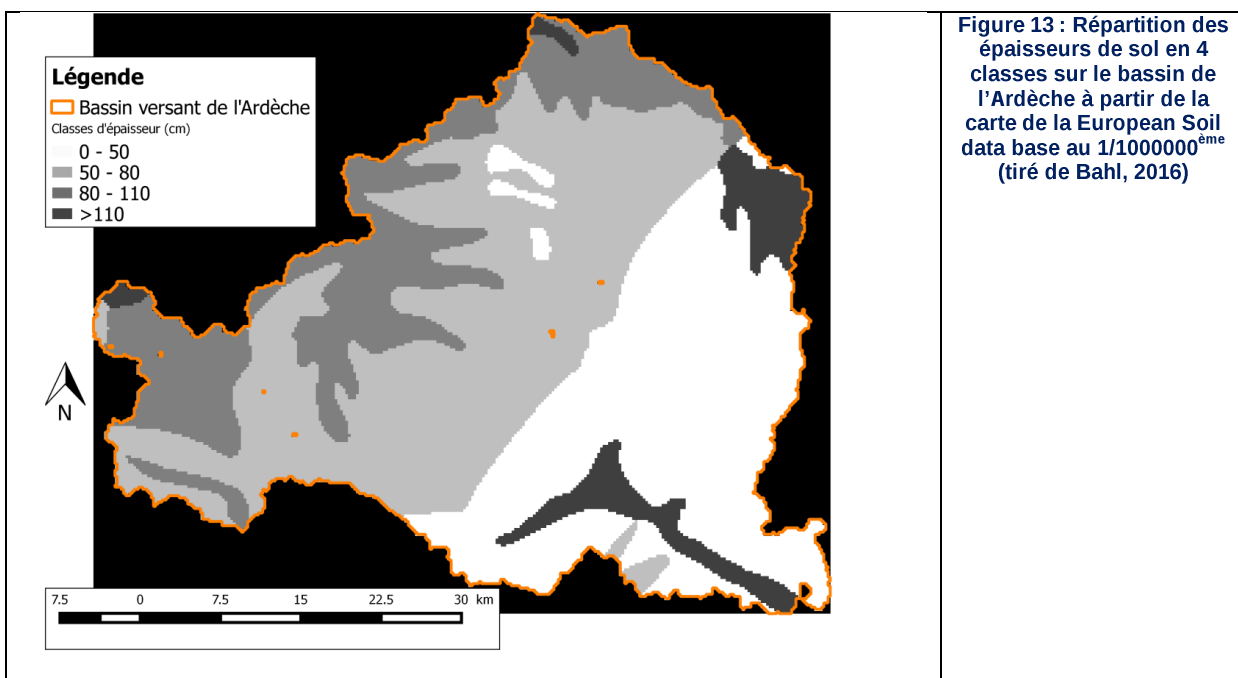 Légende
Bassin versant de l'Ardèche
Classes d'épaisseur (cm)
0 - 50
50 - 80
80 - 110
>110
N
7.5 0 7.5 15 22.5 30 km
Figure 13 : Répartition des
épaisseurs de sol en 4
classes sur le bassin de
l’Ardèche à partir de la
carte de la European Soil
data base au 1/1000000ème
(tiré de Bahl, 2016)